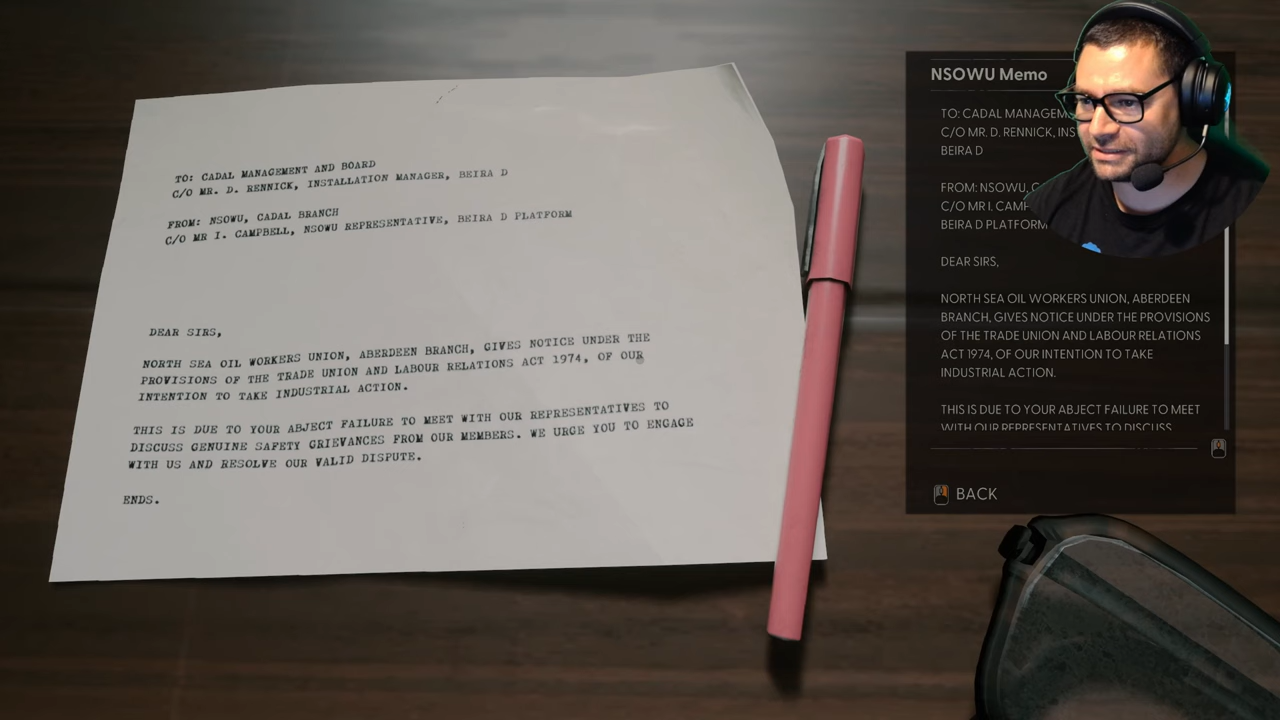 TO: CADAL MANAGEMENT AND BOARD
C/O MR. D. RENNICK, INSTALLATION MANAGER, BEIRA D
FROM: NSOWU, CADAL BRANCH
C/O MR I. CAMPBELL, NSOWU REPRESENTATIVE, BEIRA D PLATFORM
DEAR SIRS,
NORTH SEA OIL WORKERS UNION, ABERDEEN BRANCH, GIVES NOTICE UNDER THE
PROVISIONS OF THE TRADE UNION AND LABOUR RELATIONS ACT 1974, OF OUR
INTENTION TO TAKE INDUSTRIAL ACTION.
THIS IS DUE TO YOUR ABJECT FAILURE TO MEET WITH OUR REPRESENTATIVES TO
DISCUSS GENUINE SAFETY GRIEVANCES FROM OUR MEMBERS. WE URGE YOU TO ENGAGE
WITH US AND RESOLVE OUR VALID DISPUTE.
ENDS.
NSOWU Memo
TO: CADAL
C/O MR. D. RENNICK,
BEIRA D
FROM: NSOWU,
C/O MR I.
BEIRA D PLATFORM
DEAR SIRS,
NORTH SEA OIL WORKERS UNION, ABERDEEN
BRANCH, GIVES NOTICE UNDER THE PROVISIONS
OF THE TRADE UNION AND LABOUR RELATIONS
ACT 1974, OF OUR INTENTION TO TAKE
INDUSTRIAL ACTION.
THIS IS DUE TO YOUR ABJECT FAILURE TO MEET
WITH OUR REPRESENTATIVES TO DISCUSS
BACK